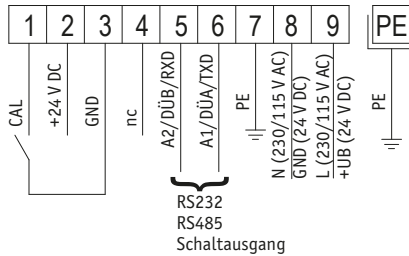 1 2 3 4 5 6 7 8 9 PE
CAL
+24 V DC
GND
nc
A2/DÜB/RXD
A1/DÜA/TXD
PE
N (230/115 V AC)
GND (24 V DC)
L (230/115 V AC)
+UB (24 V DC)
PE
RS232
RS485
Schaltausgang